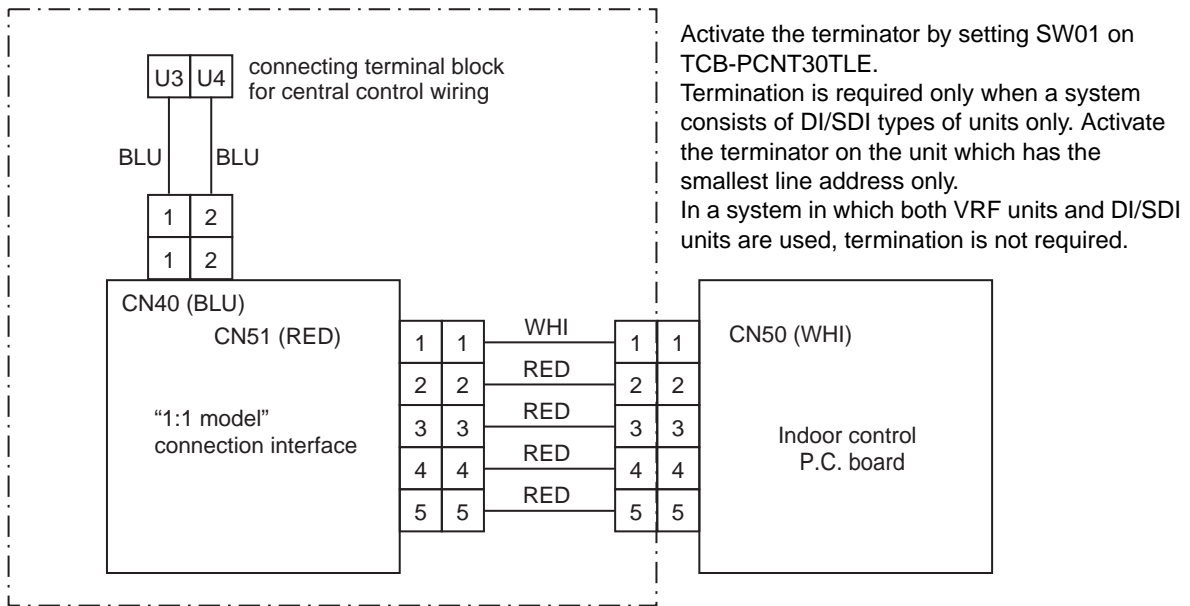 Activate the terminator by setting SW01 on
TCB-PCNT30TLE.
Termination is required only when a system
consists of DI/SDI types of units only. Activate
the terminator on the unit which has the
smallest line address only.
In a system in which both VRF units and DI/SDI
units are used, termination is not required.
U3 U4
connecting terminal block
for central control wiring
BLU BLU
1 2
1 2
CN40 (BLU)
CN51 (RED)
“1:1 model”
connection interface
1 1 WHI 1 1
2 2 RED 2 2
3 3 RED 3 3
4 4 RED 4 4
5 5 RED 5 5
CN50 (WHI)
Indoor control
P.C. board